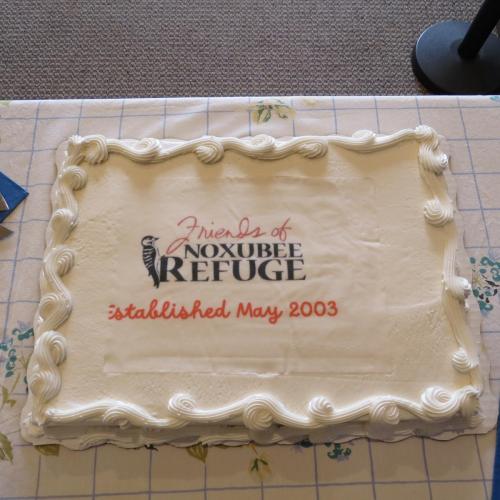 Friends of
NOXUBEE
REFUGE
Established May 2003